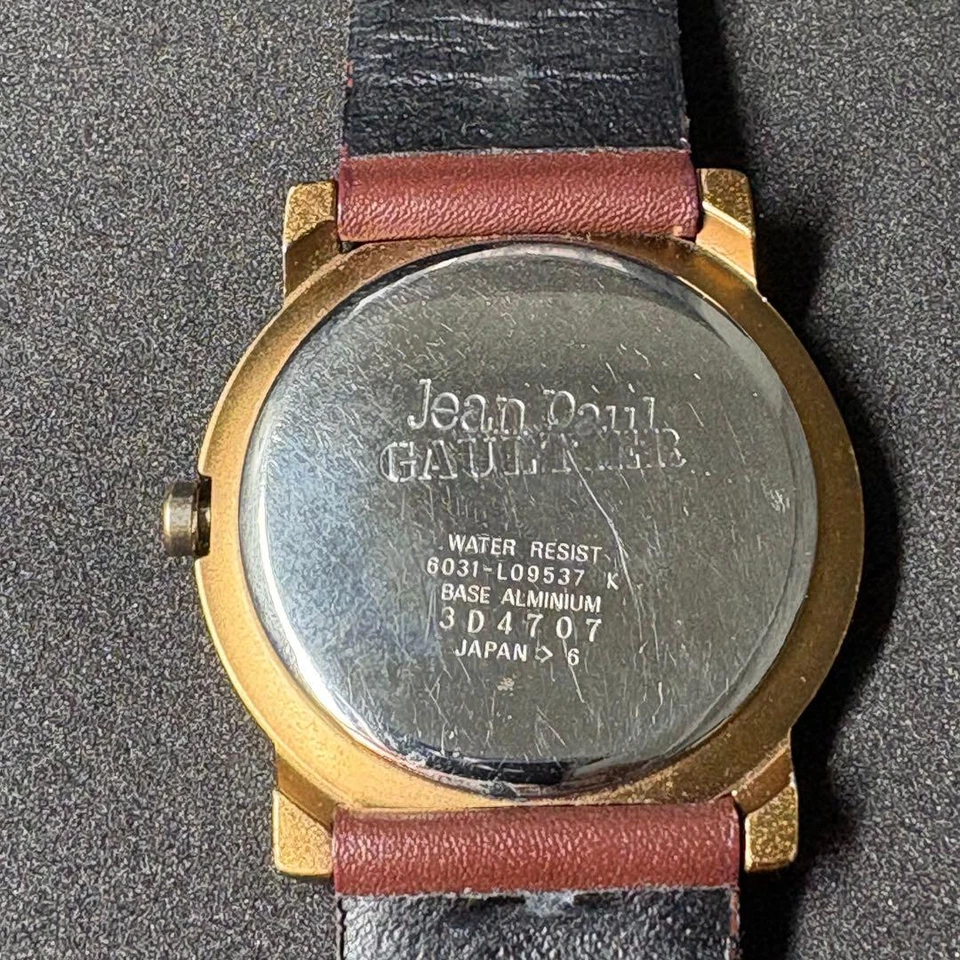 Jean Paul
GAULTIER
WATER RESIST
6031-L09537 K
BASE ALMINIUM
3D4707
JAPAN > 6